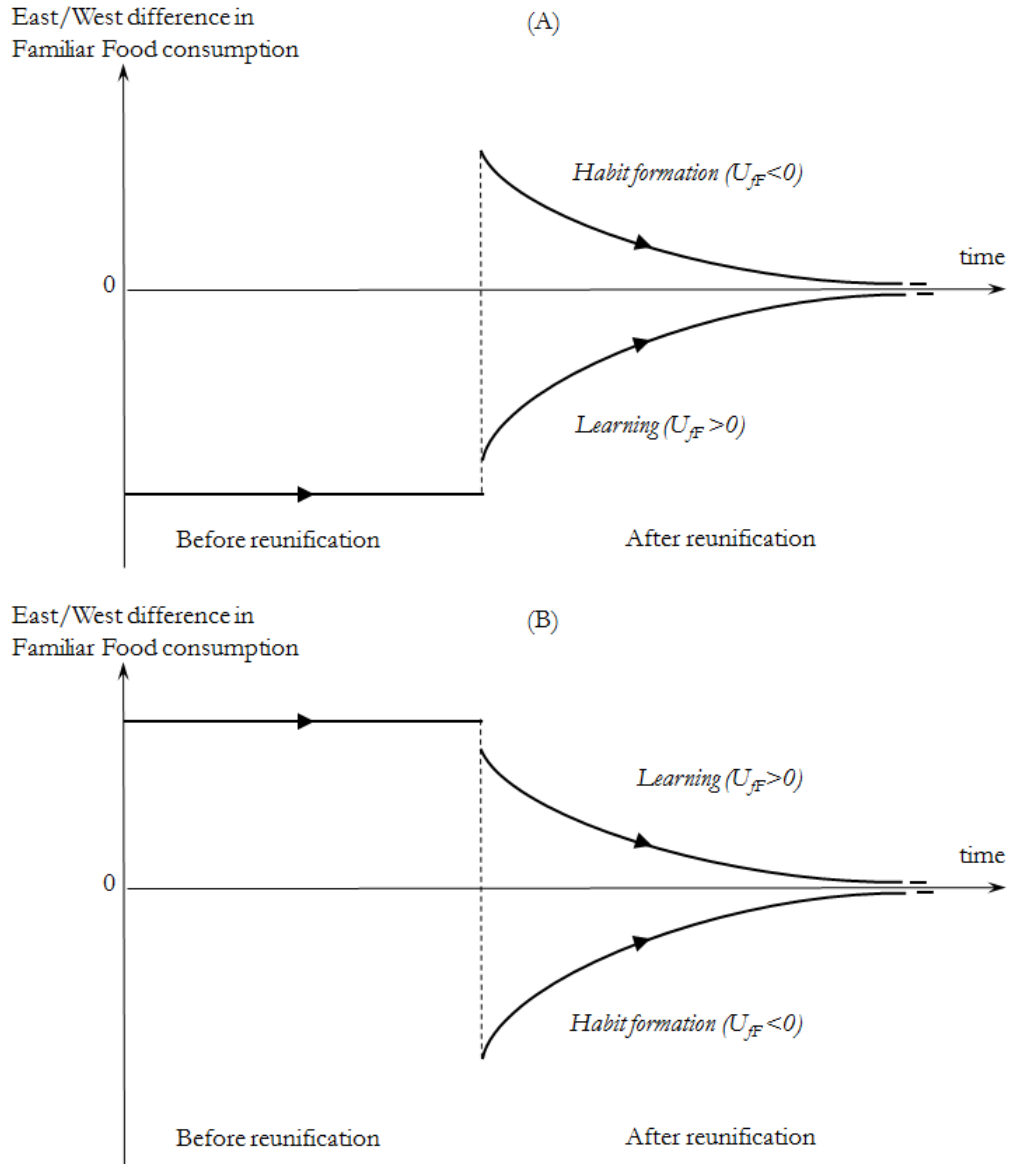 East/West difference in
Familiar Food consumption
(A)
Habit formation (U_fF<0)
time
0
Learning (U_fF >0)
Before reunification
After reunification
East/West difference in
Familiar Food consumption
(B)
Learning (U_fF>0)
time
0
Habit formation (U_fF<0)
Before reunification
After reunification